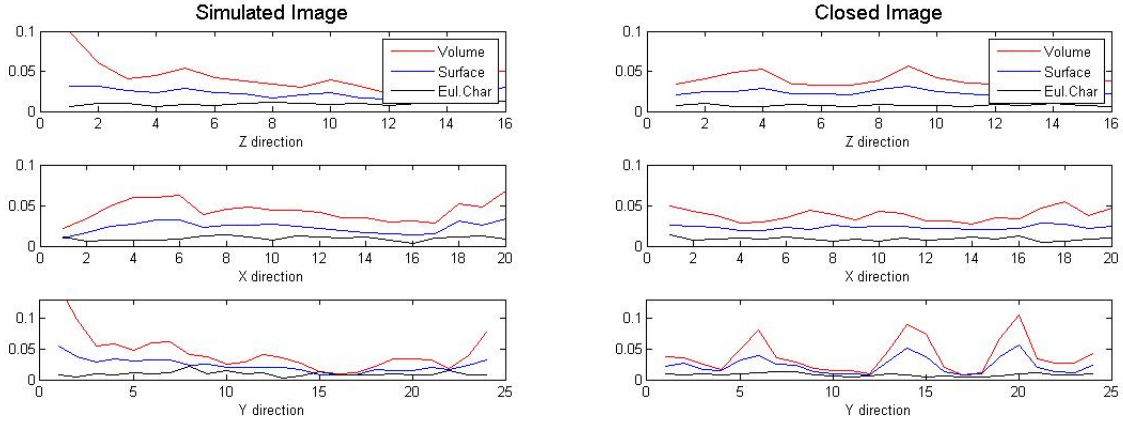 Simulated Image
0.1
0.05
0
0 2 4 6 8 10 12 14 16
Z direction
Volume
Surface
Eul.Char
0.1
0.05
0
0 1 2 4 6 8 10 12 14 16 18 19 20
X direction
0.1
0.05
0
0 5 10 15 20 25
Y direction
Closed Image
0.1
0.05
0
0 2 4 6 8 10 12 14 16
Z direction
Volume
Surface
Eul.Char
0.1
0.05
0
0 1 2 4 6 8 10 12 14 16 18 19 20
X direction
0.1
0.05
0
0 5 10 15 20 25
Y direction